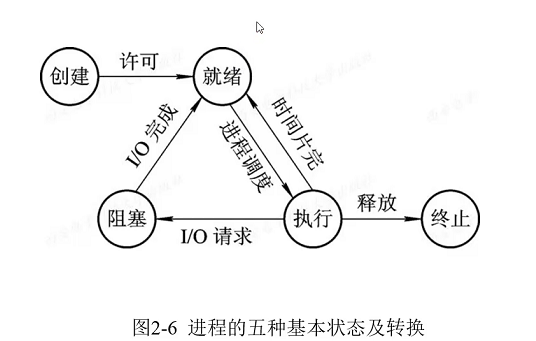 创建
许可
就绪
I/O 完成
进程调度
时间片完
阻塞
I/O 请求
执行
释放
终止
图2-6 进程的五种基本状态及转换